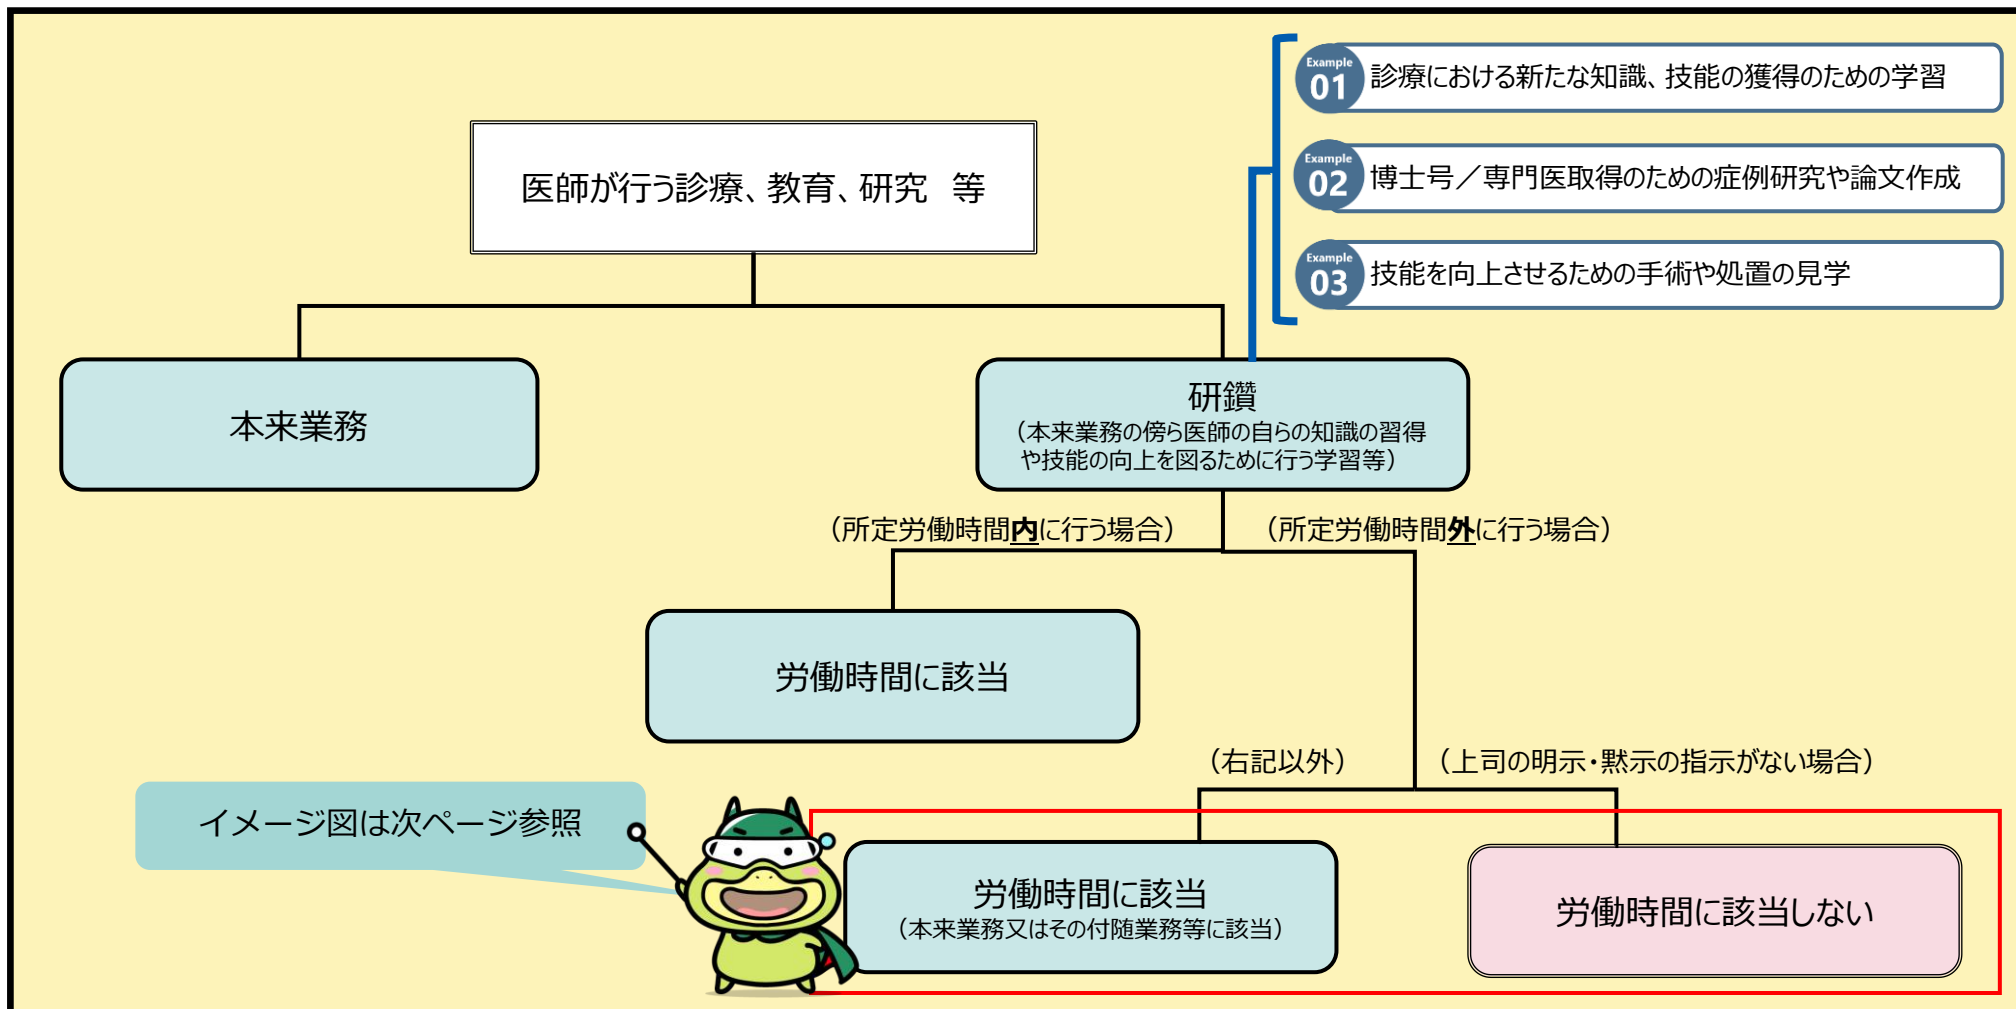 Example
01
診療における新たな知識、技能の獲得のための学習
Example
02
博士号／専門医取得のための症例研究や論文作成
Example
03
技能を向上させるための手術や処置の見学
医師が行う診療、教育、研究　等
本来業務
研鑽
（本来業務の傍ら医師の自らの知識の習得
や技能の向上を図るために行う学習等）
（所定労働時間内に行う場合）
（所定労働時間外に行う場合）
労働時間に該当
（右記以外）
（上司の明示・黙示の指示がない場合）
イメージ図は次ページ参照
労働時間に該当
（本来業務又はその付随業務等に該当）
労働時間に該当しない